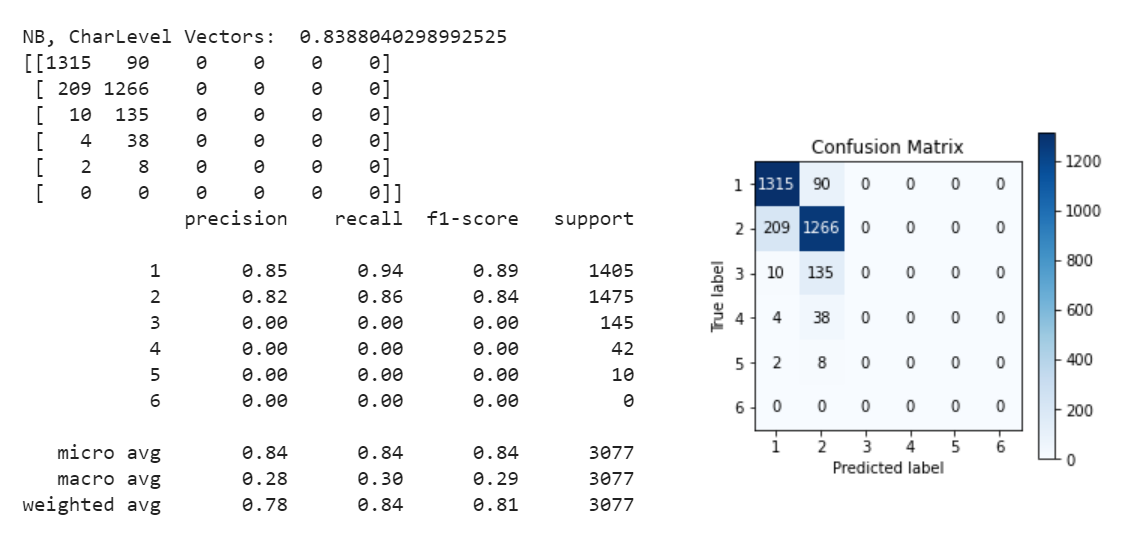 NB, CharLevel Vectors:  0.8388040298992525
[[1315   90    0    0    0    0]
 [ 209 1266    0    0    0    0]
 [  10  135    0    0    0    0]
 [   4   38    0    0    0    0]
 [   2    8    0    0    0    0]
 [   0    0    0    0    0    0]]
              precision    recall  f1-score   support
           1       0.85      0.94      0.89      1405
           2       0.82      0.86      0.84      1475
           3       0.00      0.00      0.00       145
           4       0.00      0.00      0.00        42
           5       0.00      0.00      0.00        10
           6       0.00      0.00      0.00         0
   micro avg       0.84      0.84      0.84      3077
   macro avg       0.28      0.30      0.29      3077
weighted avg       0.78      0.84      0.81      3077
Confusion Matrix
True label
1 1315 90 0 0 0 0
2 209 1266 0 0 0 0
3 10 135 0 0 0 0
4 4 38 0 0 0 0
5 2 8 0 0 0 0
6 0 0 0 0 0 0
1 2 3 4 5 6
Predicted label
1200
1000
800
600
400
200
0